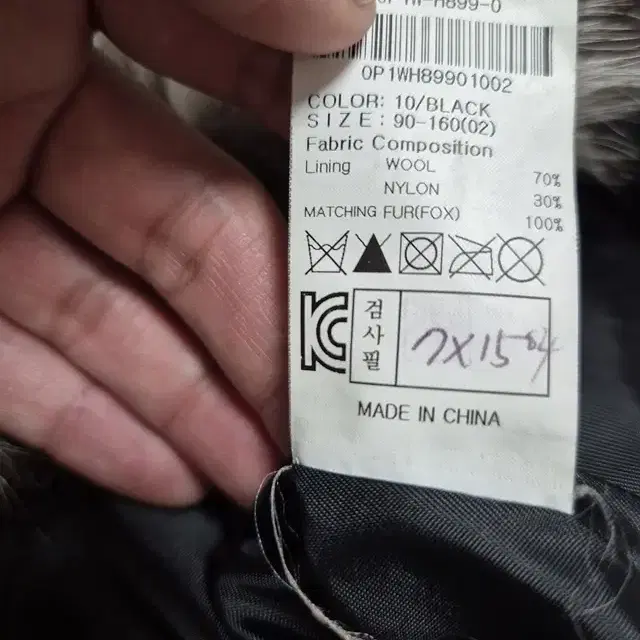 0P1WH89901002
COLOR: 10/BLACK
SIZE: 90-160(02)
Fabric Composition
Lining WOOL 70%
NYLON 30%
MATCHING FUR(FOX) 100%
KC 검사필
MADE IN CHINA